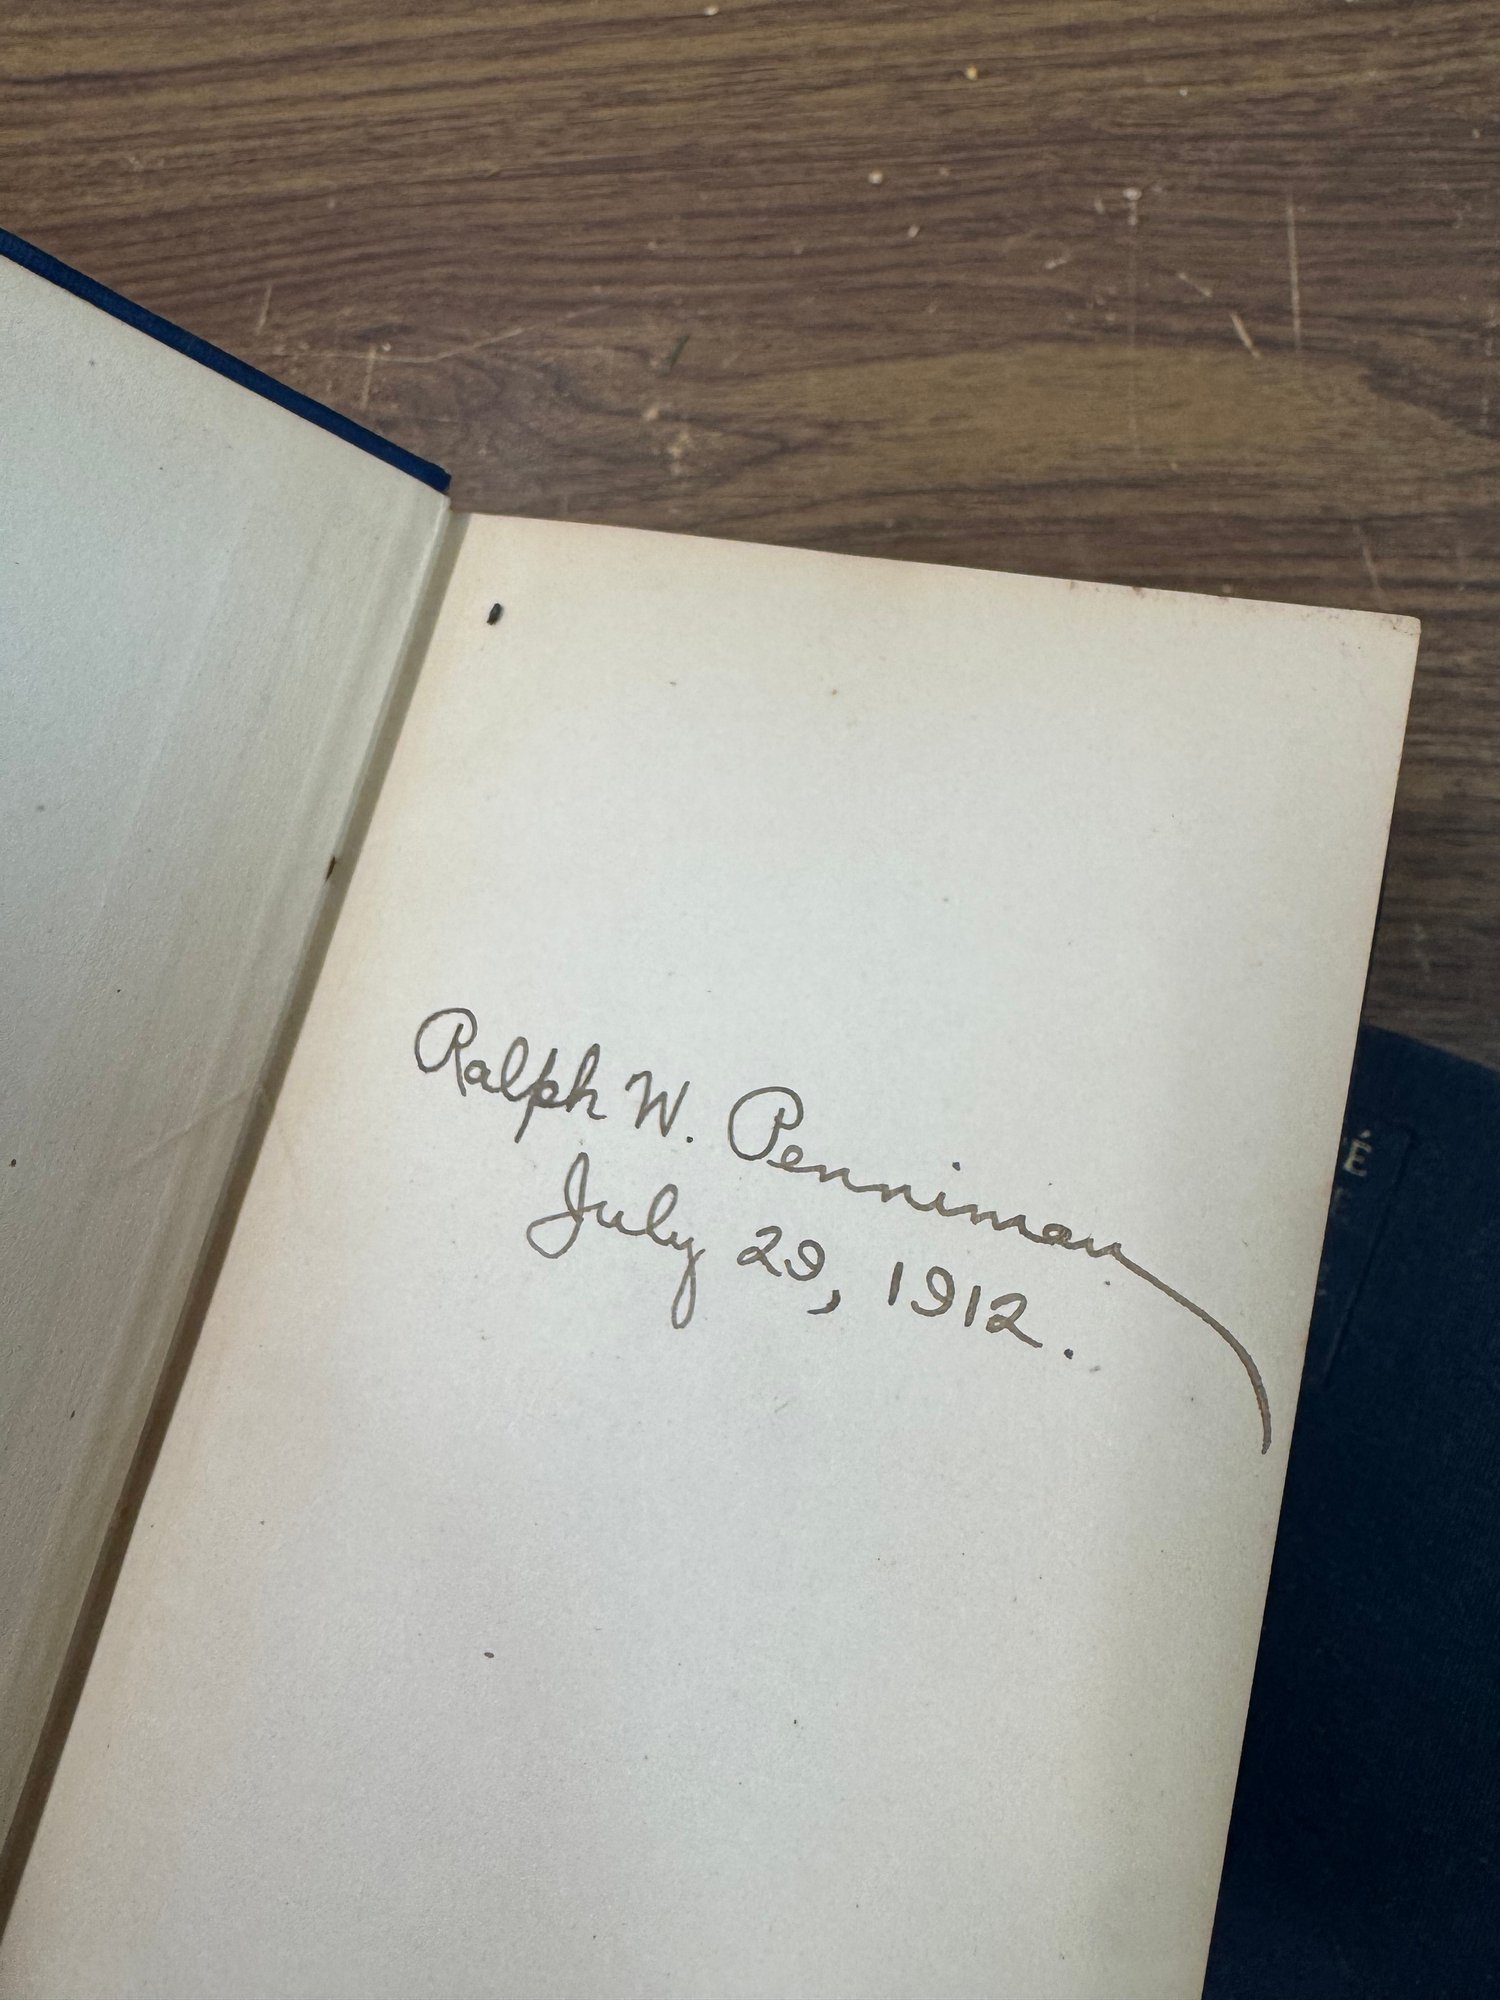 Ralph W. Penniman
July 29, 1912.